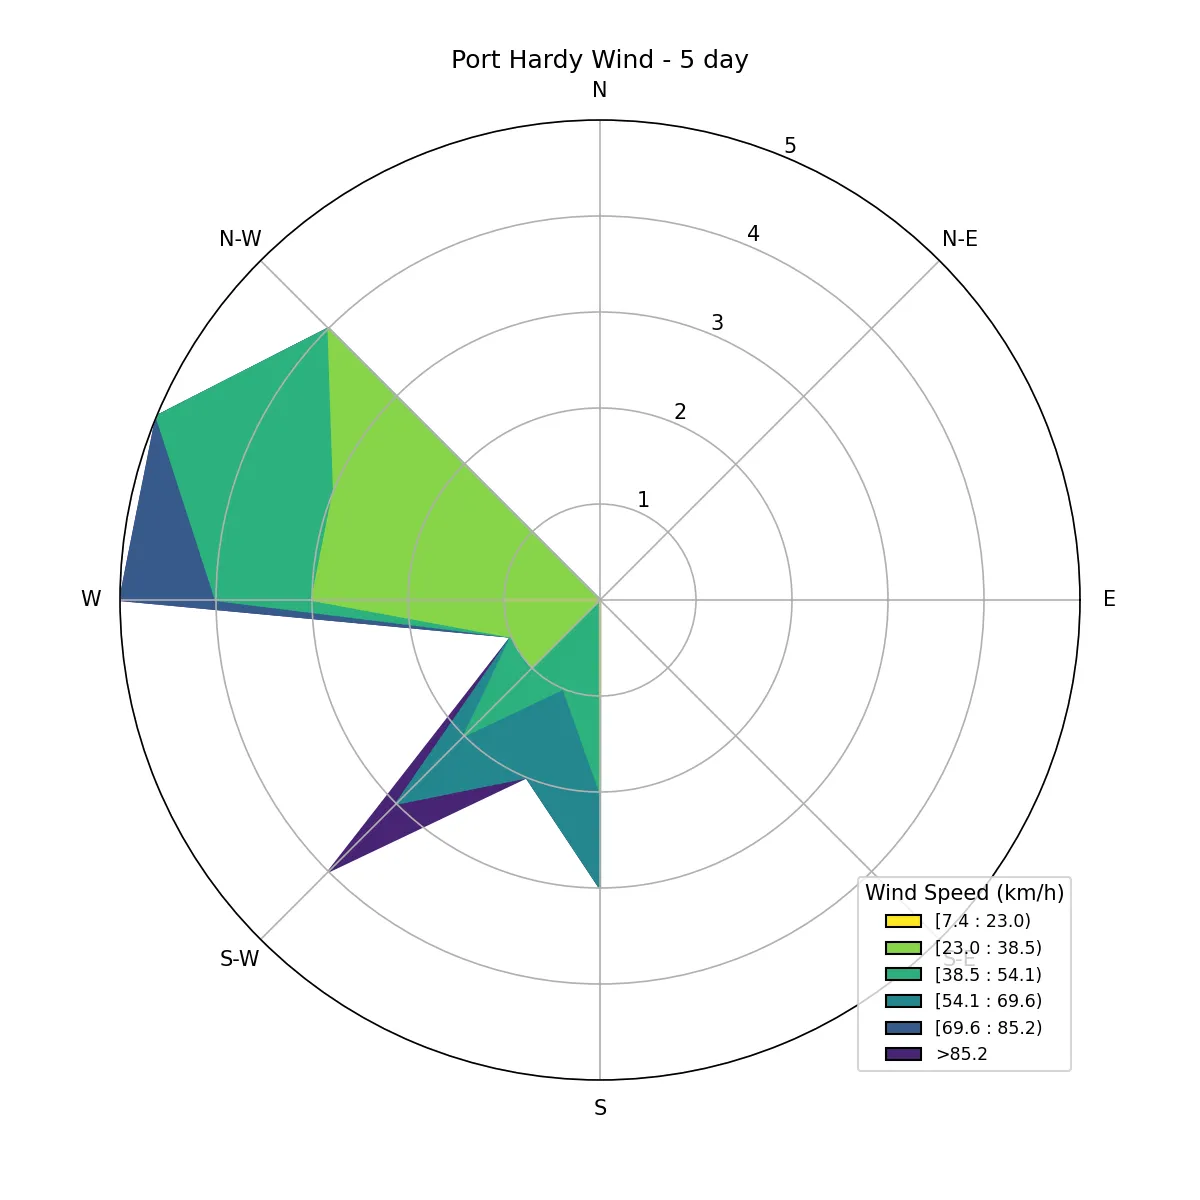 Port Hardy Wind - 5 day
N
5
4
N-W
N-E
3
2
1
W
E
Wind Speed (km/h)
[7.4 : 23.0)
[23.0 : 38.5)
S-W
S-E
[38.5 : 54.1)
[54.1 : 69.6)
[69.6 : 85.2)
>85.2
S